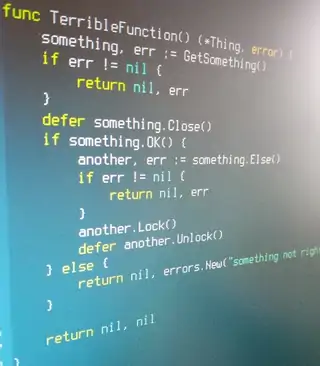 func TerribleFunction() (*Thing, error) {
    something, err := GetSomething()
    if err != nil {
        return nil, err
    }
    defer something.Close()
    if something.OK() {
        another, err := something.Else()
        if err != nil {
            return nil, err
        }
        another.Lock()
        defer another.Unlock()
    } else {
        return nil, errors.New("something not righ
    }
    return nil, nil
}